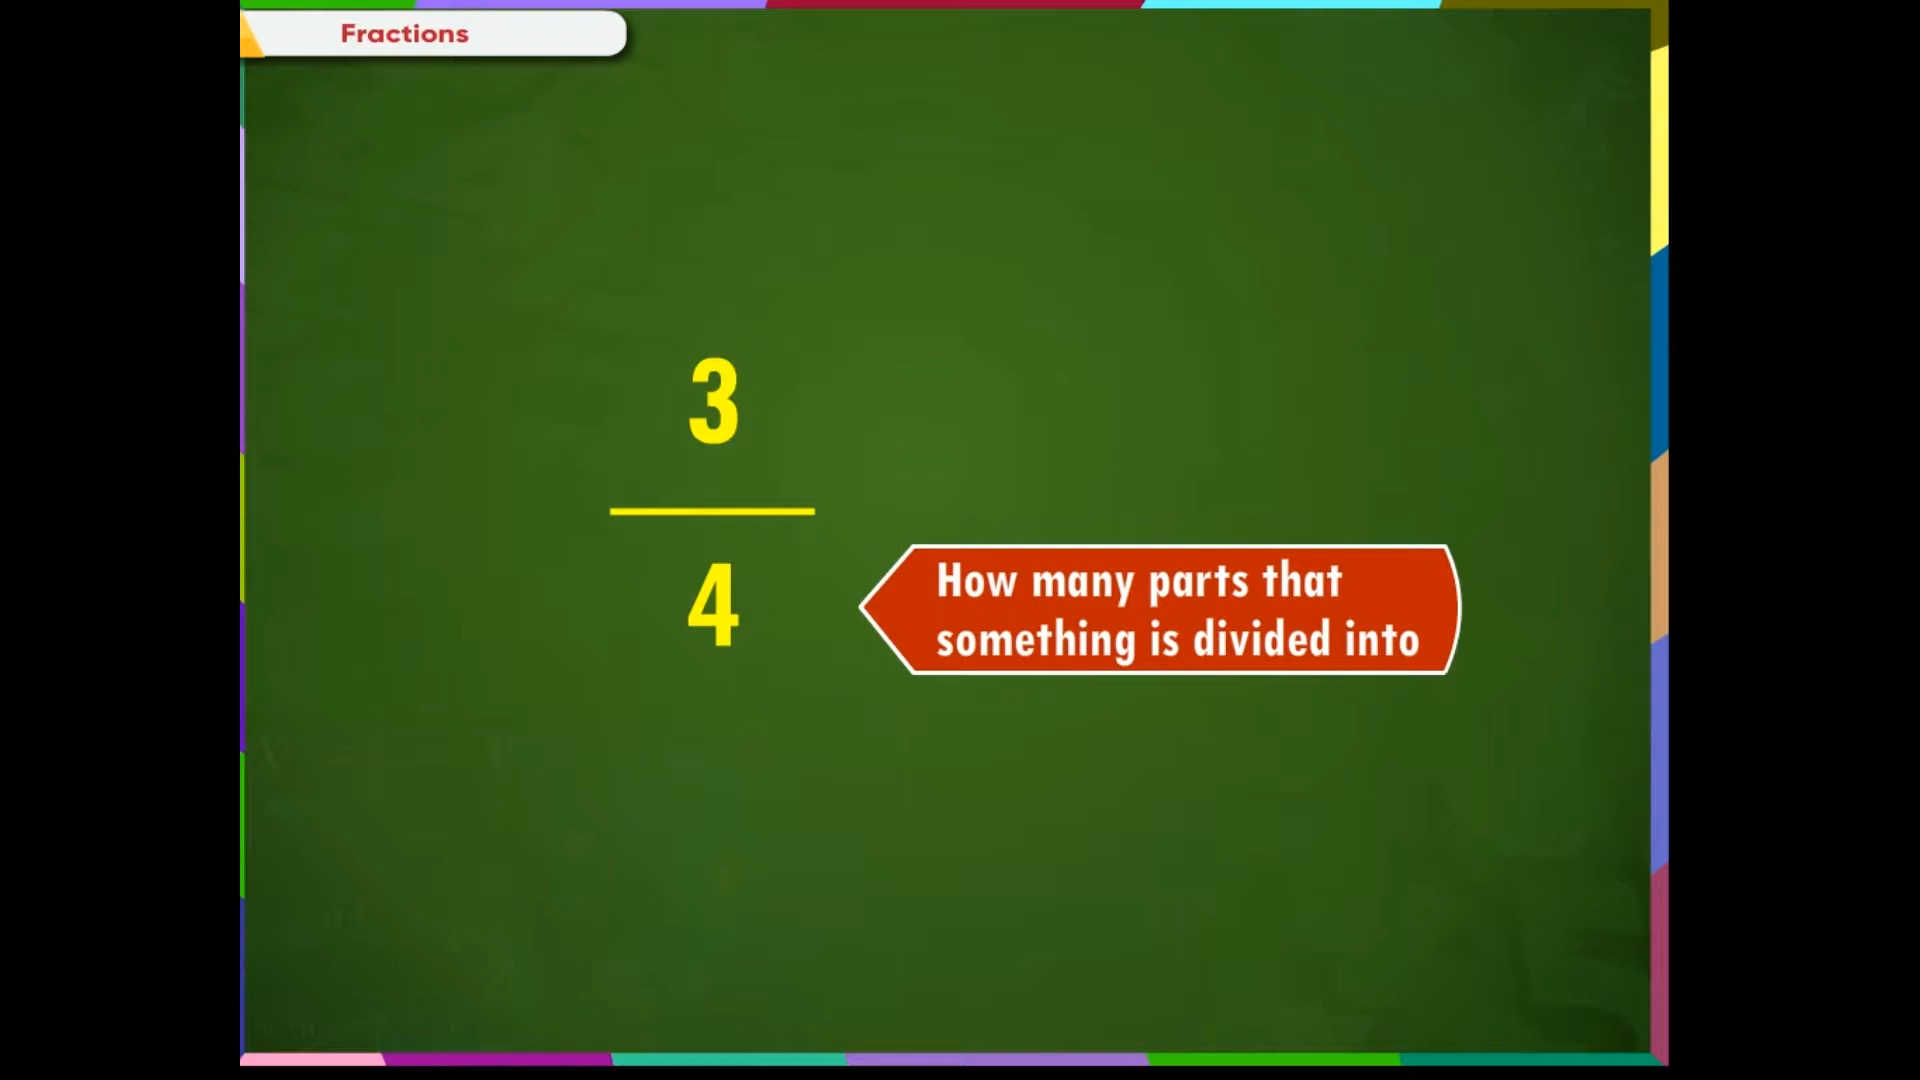 Fractions
3
4
How many parts that
something is divided into